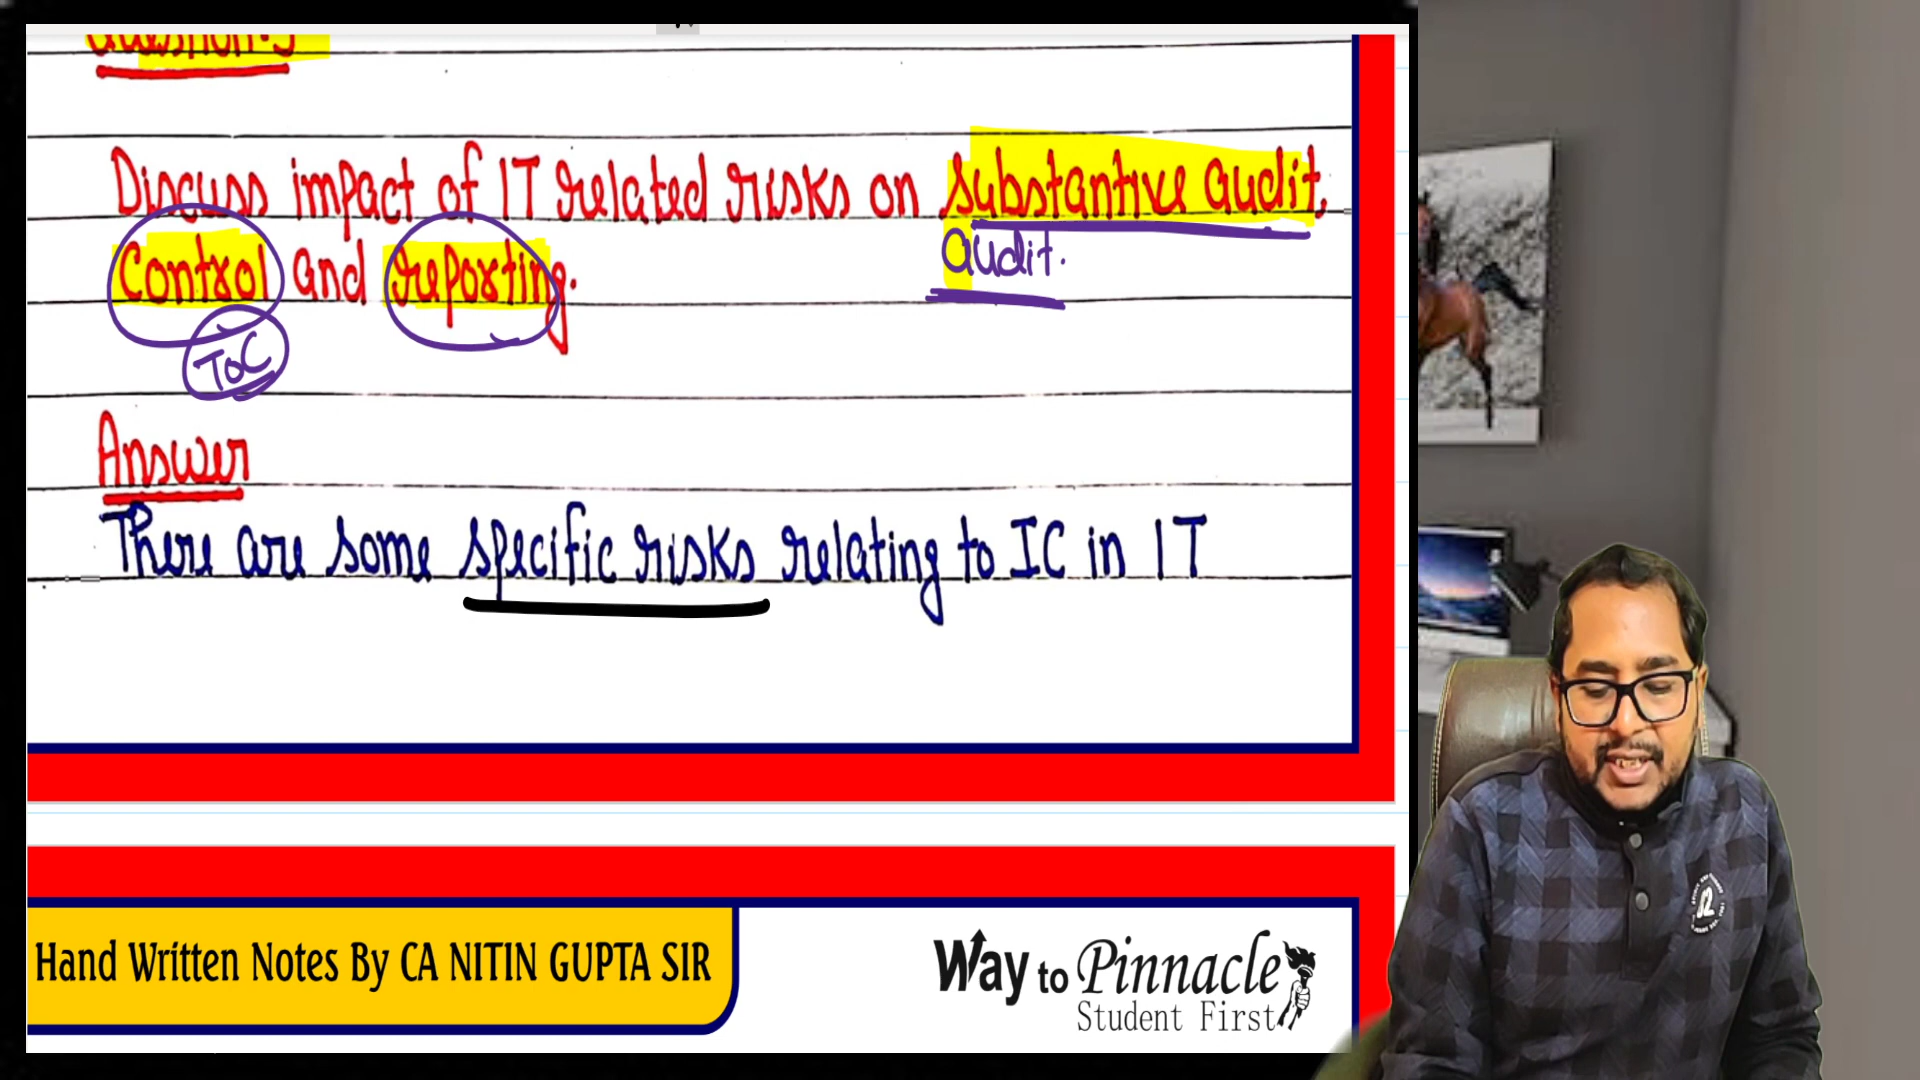 Question:3
Discuss impact of IT related risks on substantive audit,
audit.
Control and reporting.
ToC
Answer
There are some specific risks relating to IC in IT
Hand Written Notes By CA NITIN GUPTA SIR
Way to Pinnacle
Student First